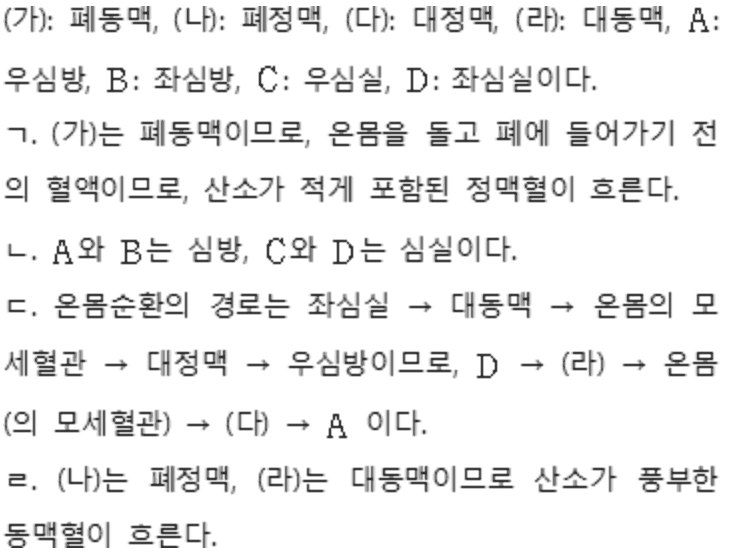 (가): 폐동맥, (나): 폐정맥, (다): 대정맥, (라): 대동맥, A:
우심방, B: 좌심방, C: 우심실, D: 좌심실이다.
ㄱ. (가)는 폐동맥이므로, 온몸을 돌고 폐에 들어가기 전
의 혈액이므로, 산소가 적게 포함된 정맥혈이 흐른다.
ㄴ. A와 B는 심방, C와 D는 심실이다.
ㄷ. 온몸순환의 경로는 좌심실 → 대동맥 → 온몸의 모
세혈관 → 대정맥 → 우심방이므로, D → (라) → 온몸
(의 모세혈관) → (다) → A 이다.
ㄹ. (나)는 폐정맥, (라)는 대동맥이므로 산소가 풍부한
동맥혈이 흐른다.